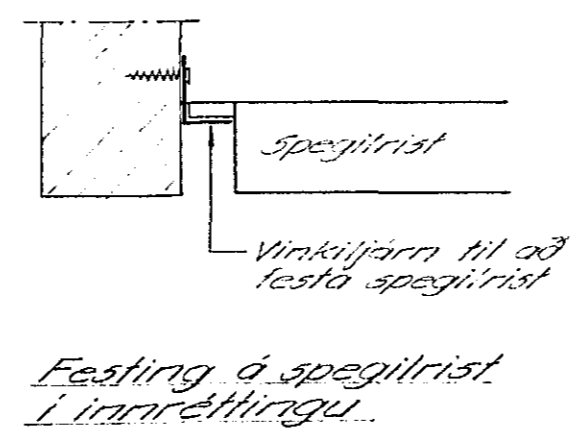 Spegilrist
Vinkiljárn til að
festa spegilrist
Festing á spegilrist
í innréttingu